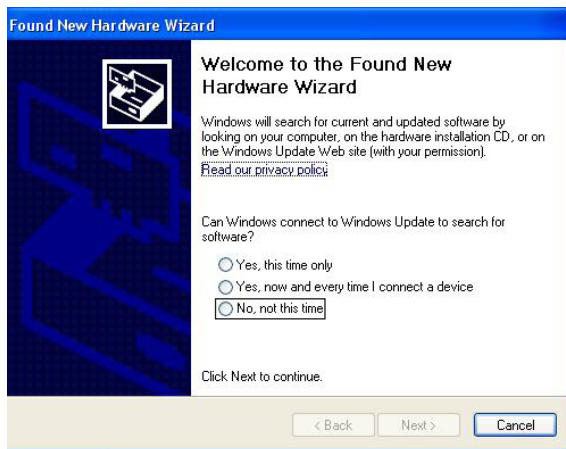 Found New Hardware Wizard
Welcome to the Found New
Hardware Wizard
Windows will search for current and updated software by
looking on your computer, on the hardware installation CD, or on
the Windows Update Web site (with your permission).
Read our privacy policy
Can Windows connect to Windows Update to search for
software?
Yes, this time only
Yes, now and every time I connect a device
No, not this time
Click Next to continue.
< Back
Next >
Cancel